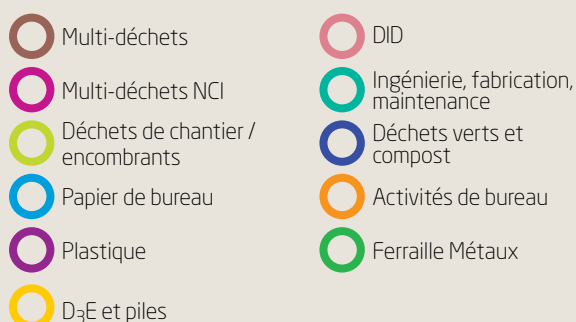 Multi-déchets
Multi-déchets NCI
Déchets de chantier /
encombrants
Papier de bureau
Plastique
D3E et piles
DID
Ingénierie, fabrication,
maintenance
Déchets verts et
compost
Activités de bureau
Ferraille Métaux